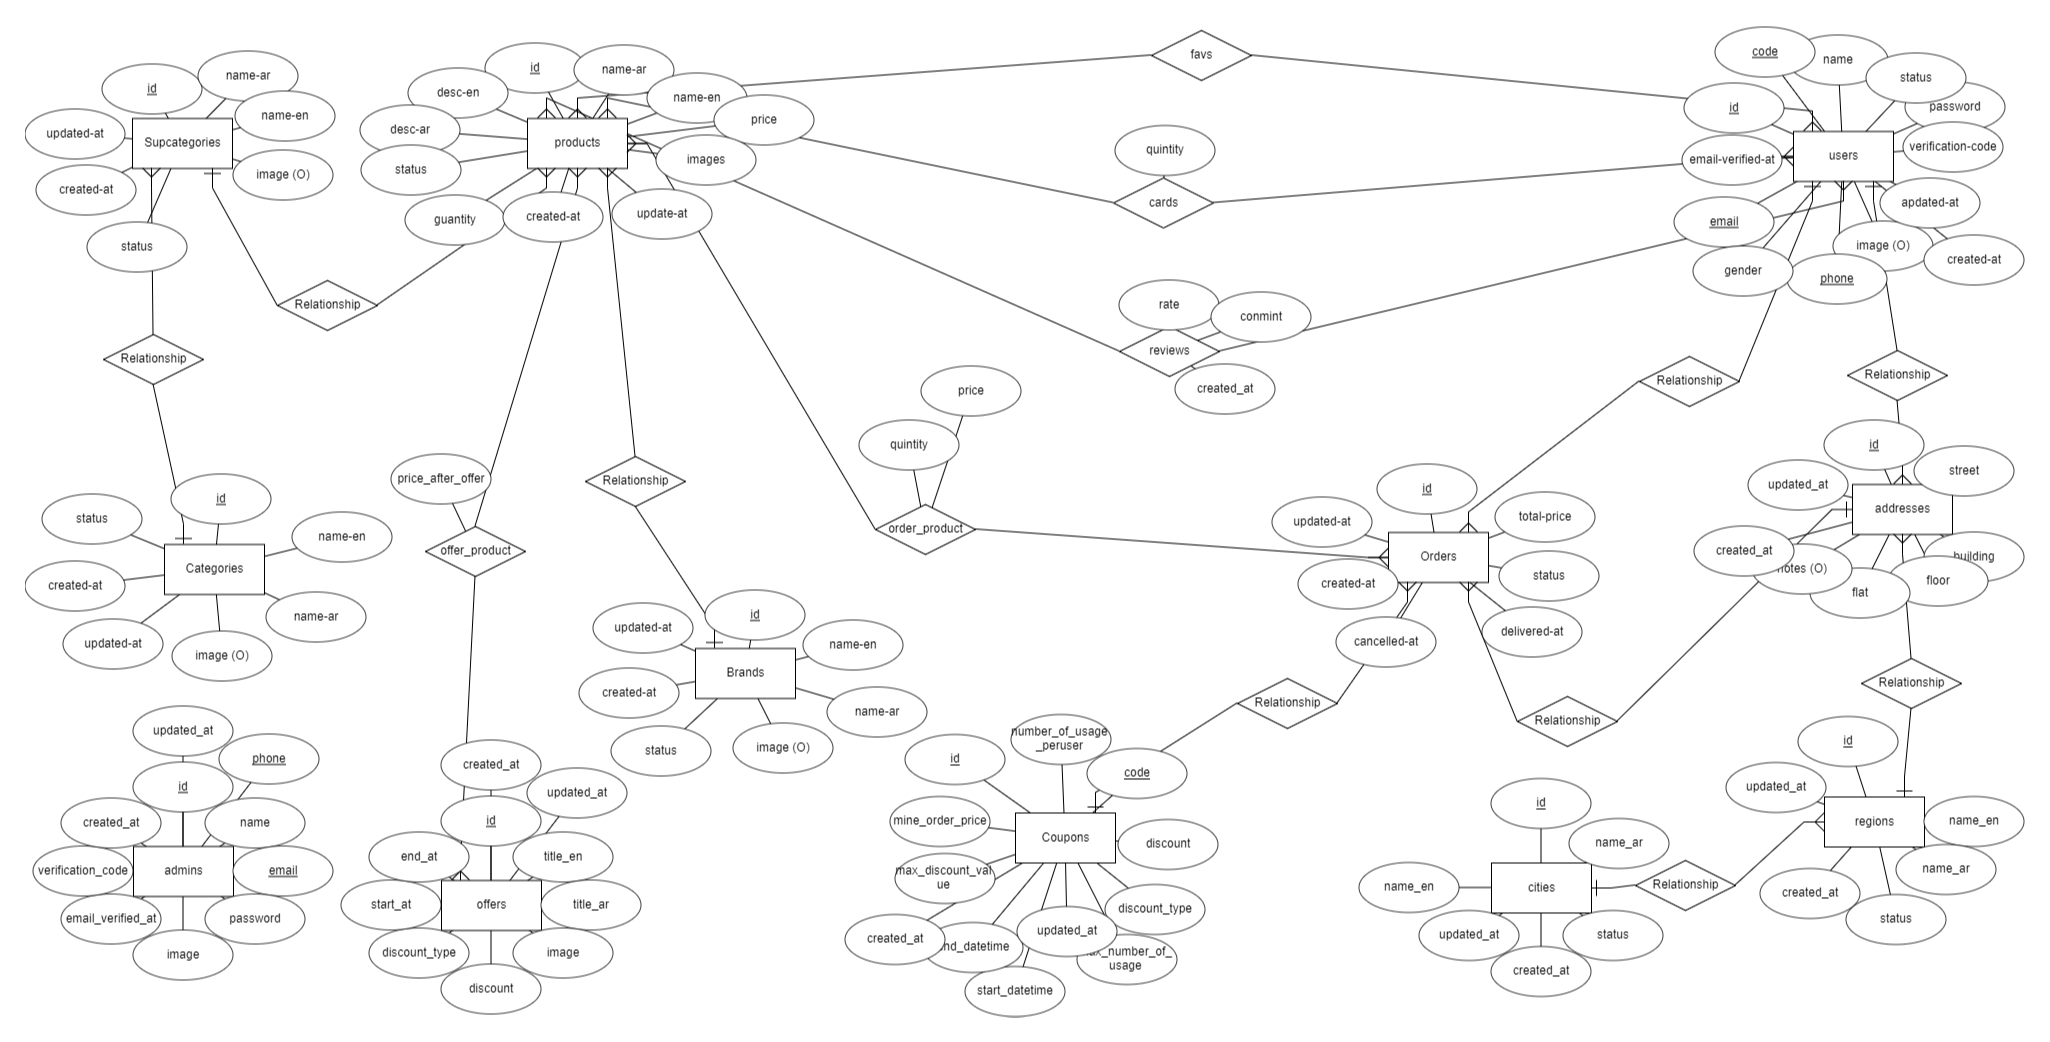 favs
code
name
status
password
id
verification-code
email-verified-at
users
email
apdated-at
image (O)
created-at
gender
phone
quintity
cards
rate
conmint
reviews
created_at
id
name-ar
name-en
updated-at
Supcategories
image (O)
created-at
status
Relationship
id
name-ar
desc-en
name-en
price
desc-ar
products
images
status
guantity
created-at
update-at
Relationship
id
status
name-en
Categories
created-at
name-ar
updated-at
image (O)
price_after_offer
offer_product
Relationship
id
updated-at
name-en
Brands
created-at
name-ar
status
image (O)
price
quintity
order_product
Relationship
Relationship
id
updated-at
total-price
Orders
created-at
status
cancelled-at
delivered-at
Relationship
Relationship
id
street
updated_at
addresses
created_at
notes (O)
building
floor
flat
Relationship
updated_at
phone
id
created_at
name
verification_code
admins
email
email_verified_at
password
image
created_at
updated_at
id
end_at
title_en
start_at
offers
title_ar
discount_type
image
discount
number_of_usage
_peruser
id
code
mine_order_price
Coupons
discount
max_discount_val
ue
discount_type
created_at
nd_datetime
updated_at
ax_number_of_
usage
start_datetime
id
name_ar
name_en
cities
Relationship
updated_at
status
created_at
id
updated_at
regions
name_en
name_ar
created_at
status